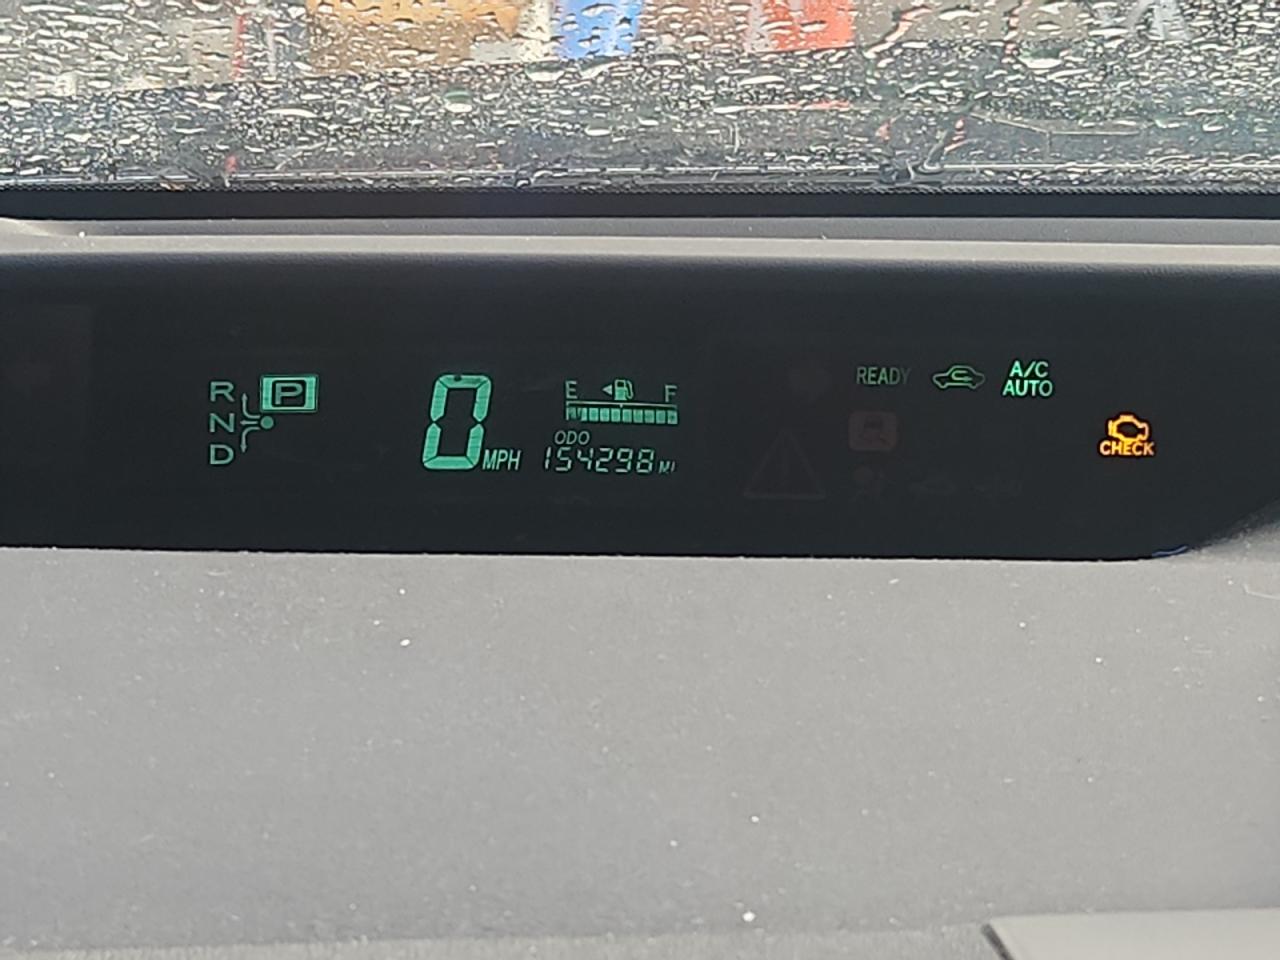 R P
N
D
0 MPH
E F
ODO
154298 MI
READY
A/C
AUTO
CHECK